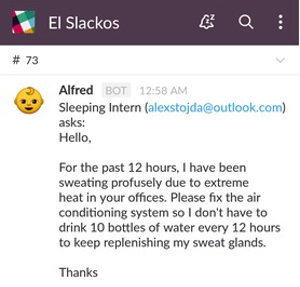 El Slackos
# 73
Alfred BOT 12:58 AM
Sleeping Intern (alexstojda@outlook.com)
asks:
Hello,
For the past 12 hours, I have been
sweating profusely due to extreme
heat in your offices. Please fix the air
conditioning system so I don't have to
drink 10 bottles of water every 12 hours
to keep replenishing my sweat glands.
Thanks